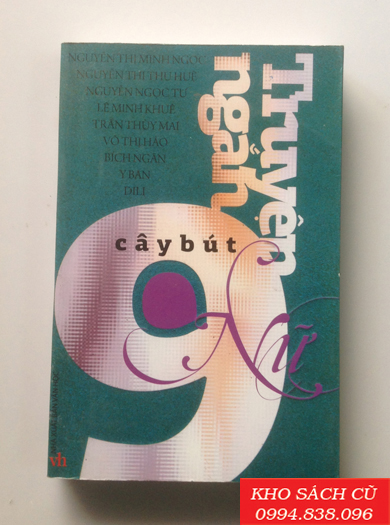 NGUYỄN THỊ MINH NGỌC
NGUYỄN THỊ THU HUỆ
NGUYỄN NGỌC TƯ
LÊ MINH KHUÊ
TRẦN THÙY MAI
VÕ THỊ HẢO
BÍCH NGÂN
Y BAN
DILI
Truyện
ngắn
9
cây bút
Nữ
vh
KHO SÁCH CŨ
0994.838.096